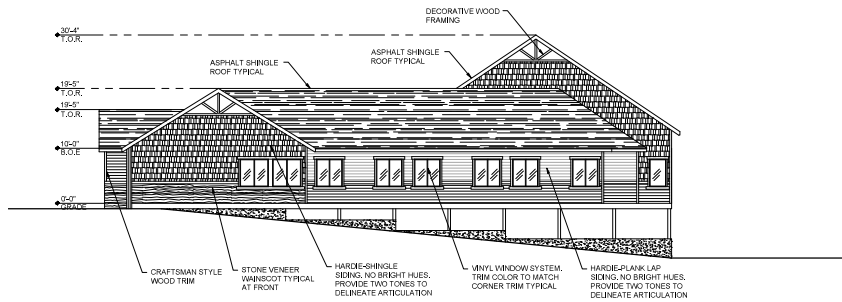 DECORATIVE WOOD
FRAMING
30'-4"
T.O.R.
ASPHALT SHINGLE
ROOF TYPICAL
ASPHALT SHINGLE
ROOF TYPICAL
19'-5"
T.O.R.
19'-5"
T.O.R.
10'-0"
B.O.E
0'-0"
GRADE
CRAFTSMAN STYLE
WOOD TRIM
STONE VENEER
WAINSCOT TYPICAL
AT FRONT
HARDIE-SHINGLE
SIDING. NO BRIGHT HUES.
PROVIDE TWO TONES TO
DELINEATE ARTICULATION
VINYL WINDOW SYSTEM.
TRIM COLOR TO MATCH
CORNER TRIM TYPICAL
HARDIE-PLANK LAP
SIDING. NO BRIGHT HUES.
PROVIDE TWO TONES TO
DELINEATE ARTICULATION